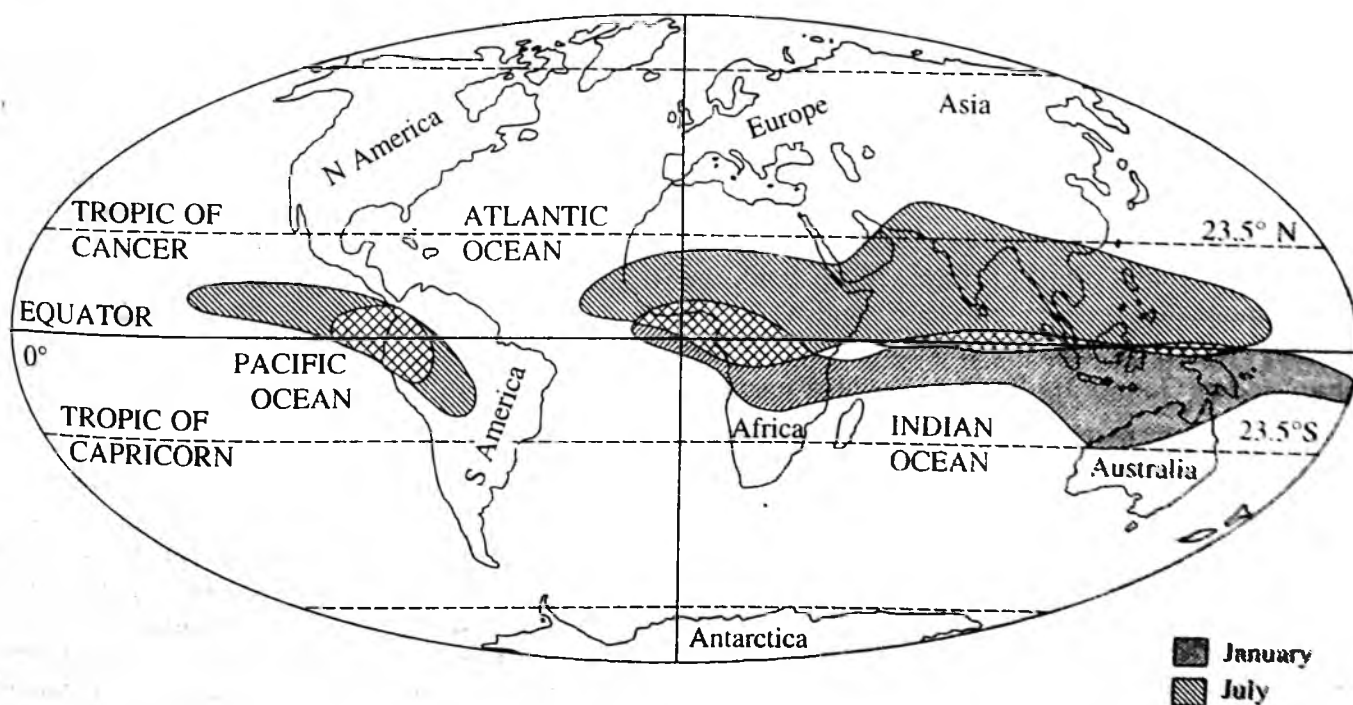 N America
Europe
Asia
TROPIC OF
CANCER
ATLANTIC
OCEAN
23.5° N
EQUATOR
0°
PACIFIC
OCEAN
S America
Africa
INDIAN
OCEAN
TROPIC OF
CAPRICORN
23.5°S
Australia
Antarctica
January
July